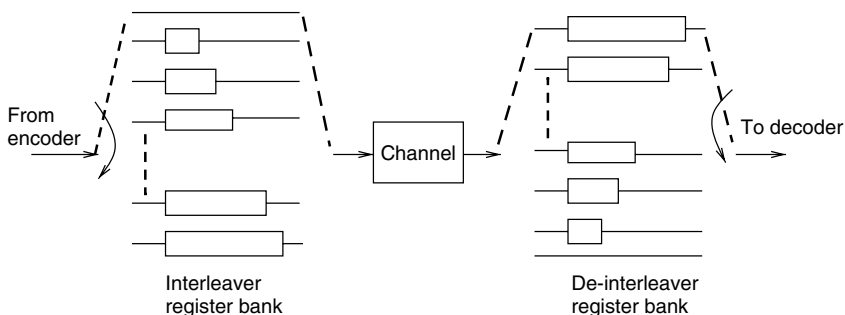 From
encoder
Channel
To decoder
Interleaver
register bank
De-interleaver
register bank